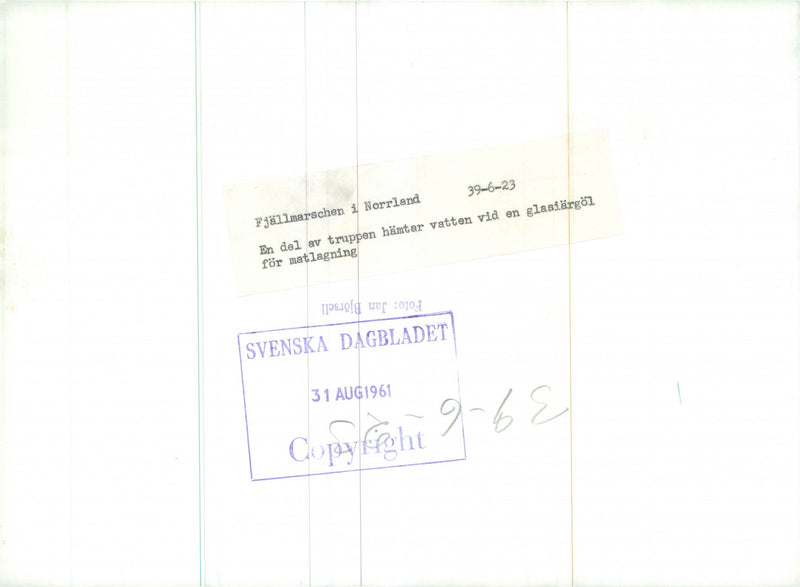 Fjällmarschen i Norrland 39-6-23
En del av truppen hämtar vatten vid en glasiärgöl
för matlagning
Foto: Jan Björsell
SVENSKA DAGBLADET
31 AUG 1961
Copyright
39-6-23